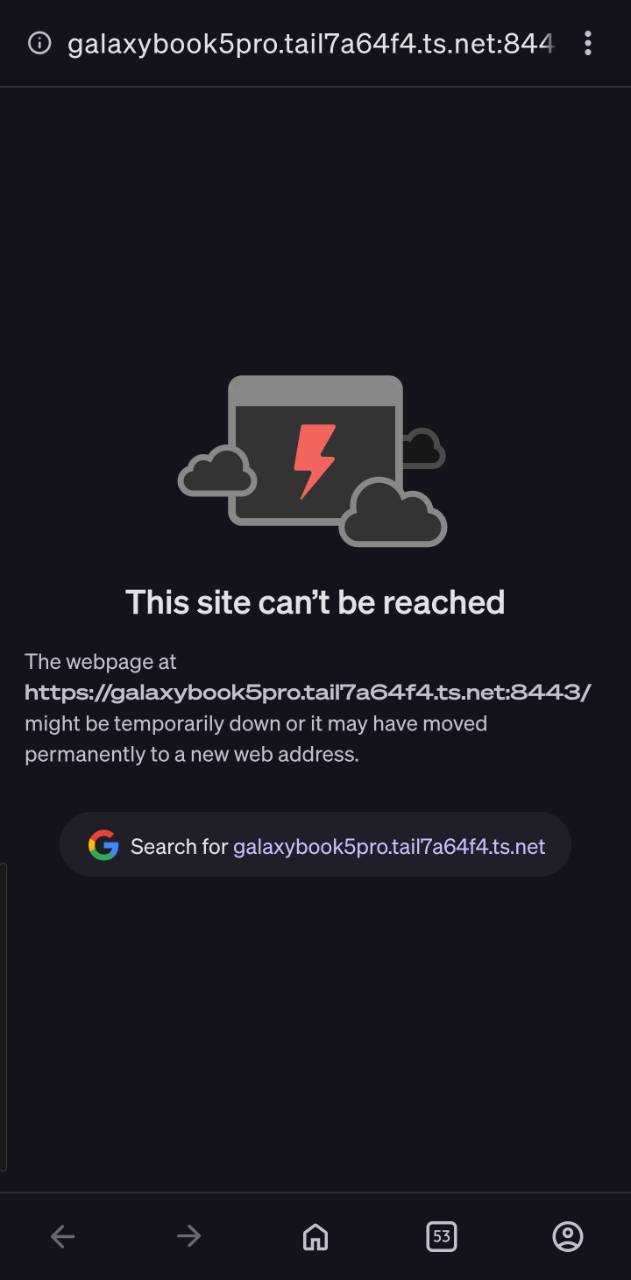 galaxybook5pro.tail7a64f4.ts.net:844
This site can't be reached
The webpage at
https://galaxybook5pro.tail7a64f4.ts.net:8443/
might be temporarily down or it may have moved
permanently to a new web address.
Search for galaxybook5pro.tail7a64f4.ts.net
53